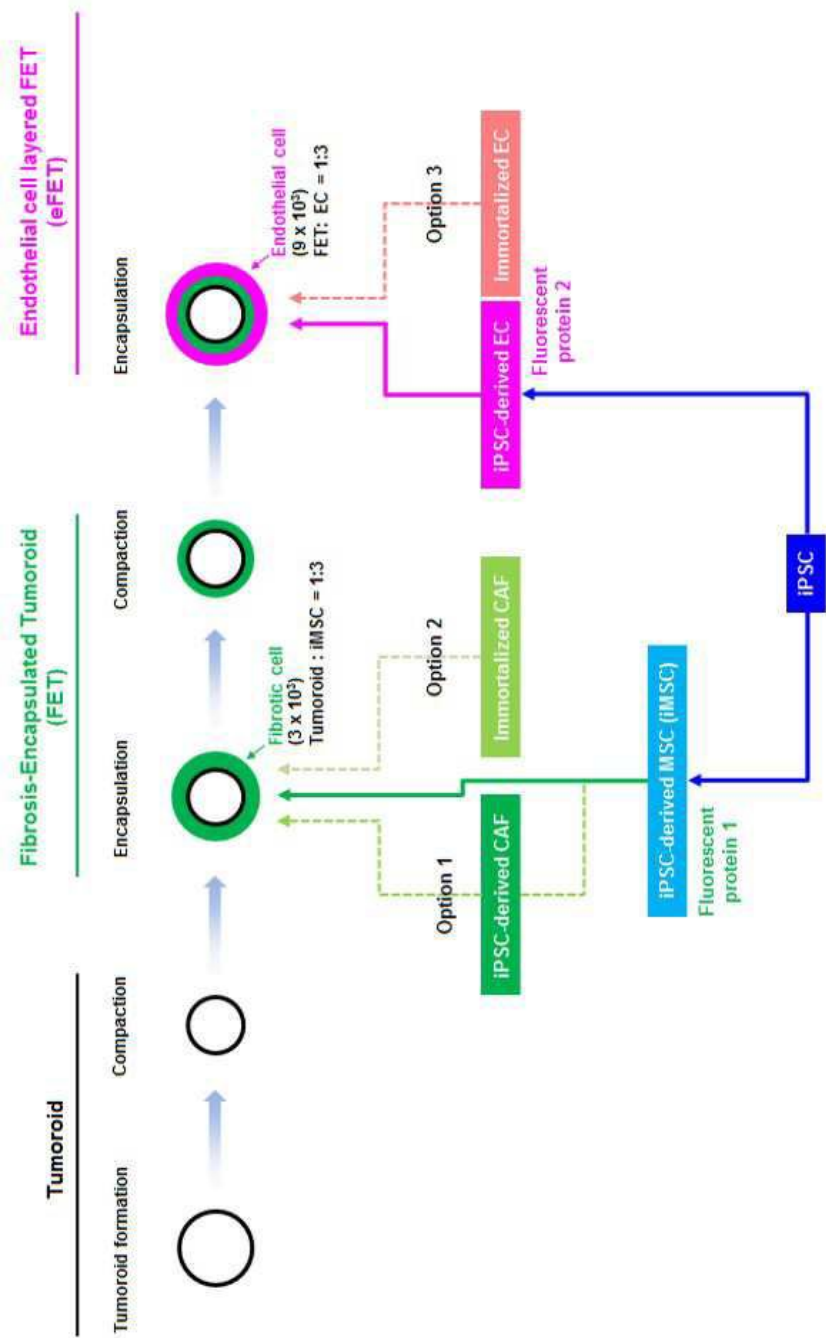 Tumoroid
Fibrosis-Encapsulated Tumoroid
(FET)
Endothelial cell layered FET
(eFET)
Tumoroid formation
Compaction
Encapsulation
Compaction
Encapsulation
Fibrotic cell
(3 x 10³)
Tumoroid : iMSC = 1:3
Endothelial cell
(9 x 10³)
FET: EC = 1:3
Option 1
Option 2
Option 3
iPSC-derived CAF
Immortalized CAF
iPSC-derived EC
Immortalized EC
Fluorescent
protein 2
iPSC-derived MSC (iMSC)
Fluorescent
protein 1
iPSC